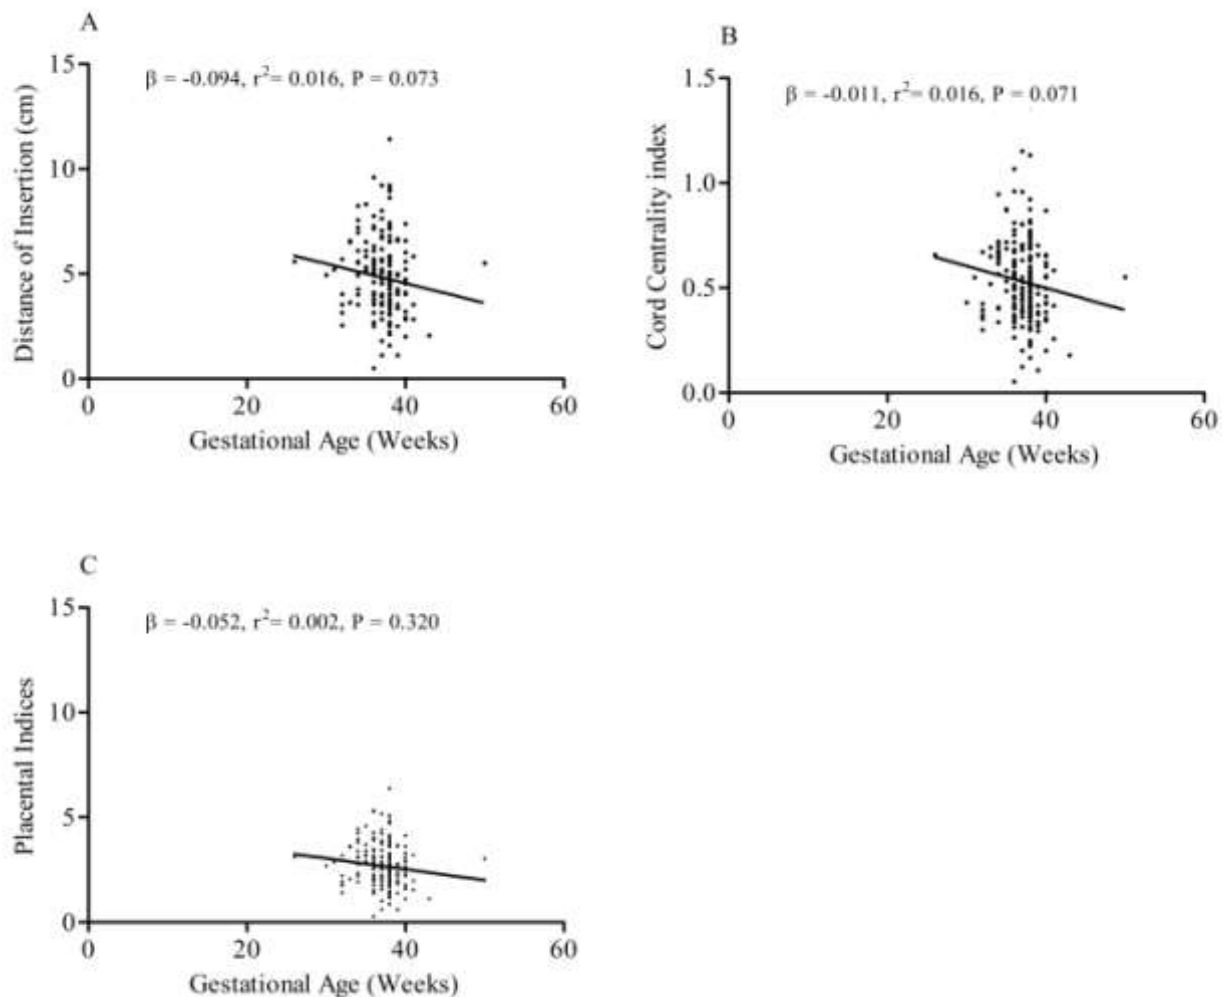 A
β = -0.094, r²= 0.016, P = 0.073
Distance of Insertion (cm)
15
10
5
0
0 20 40 60
Gestational Age (Weeks)
B
β = -0.011, r²= 0.016, P = 0.071
Cord Centrality index
1.5
1.0
0.5
0.0
0 20 40 60
Gestational Age (Weeks)
C
β = -0.052, r²= 0.002, P = 0.320
Placental Indices
15
10
5
0
0 20 40 60
Gestational Age (Weeks)